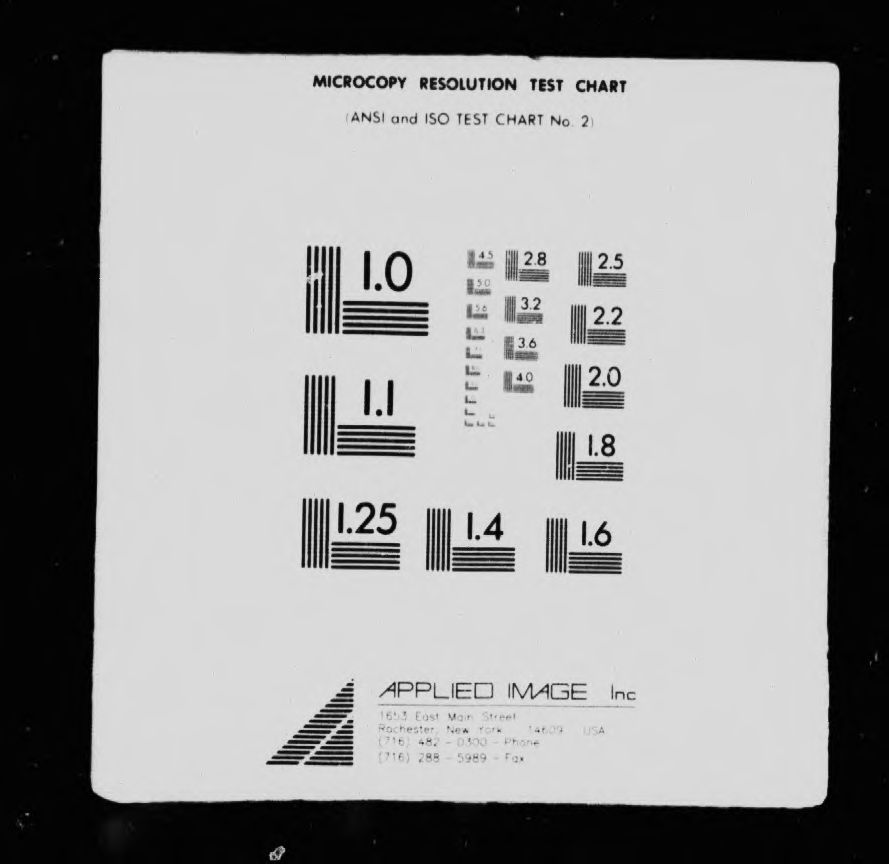 MICROCOPY RESOLUTION TEST CHART
(ANSI and ISO TEST CHART No. 2)
1.0
1.1
1.25
1.4
1.6
1.8
2.0
2.2
2.5
2.8
3.2
3.6
4.0
4.5
5.0
5.6
APPLIED IMAGE Inc
1653 East Main Street
Rochester, New York 14609 USA
(716) 482 - 0300 - Phone
(716) 288 - 5989 - Fax